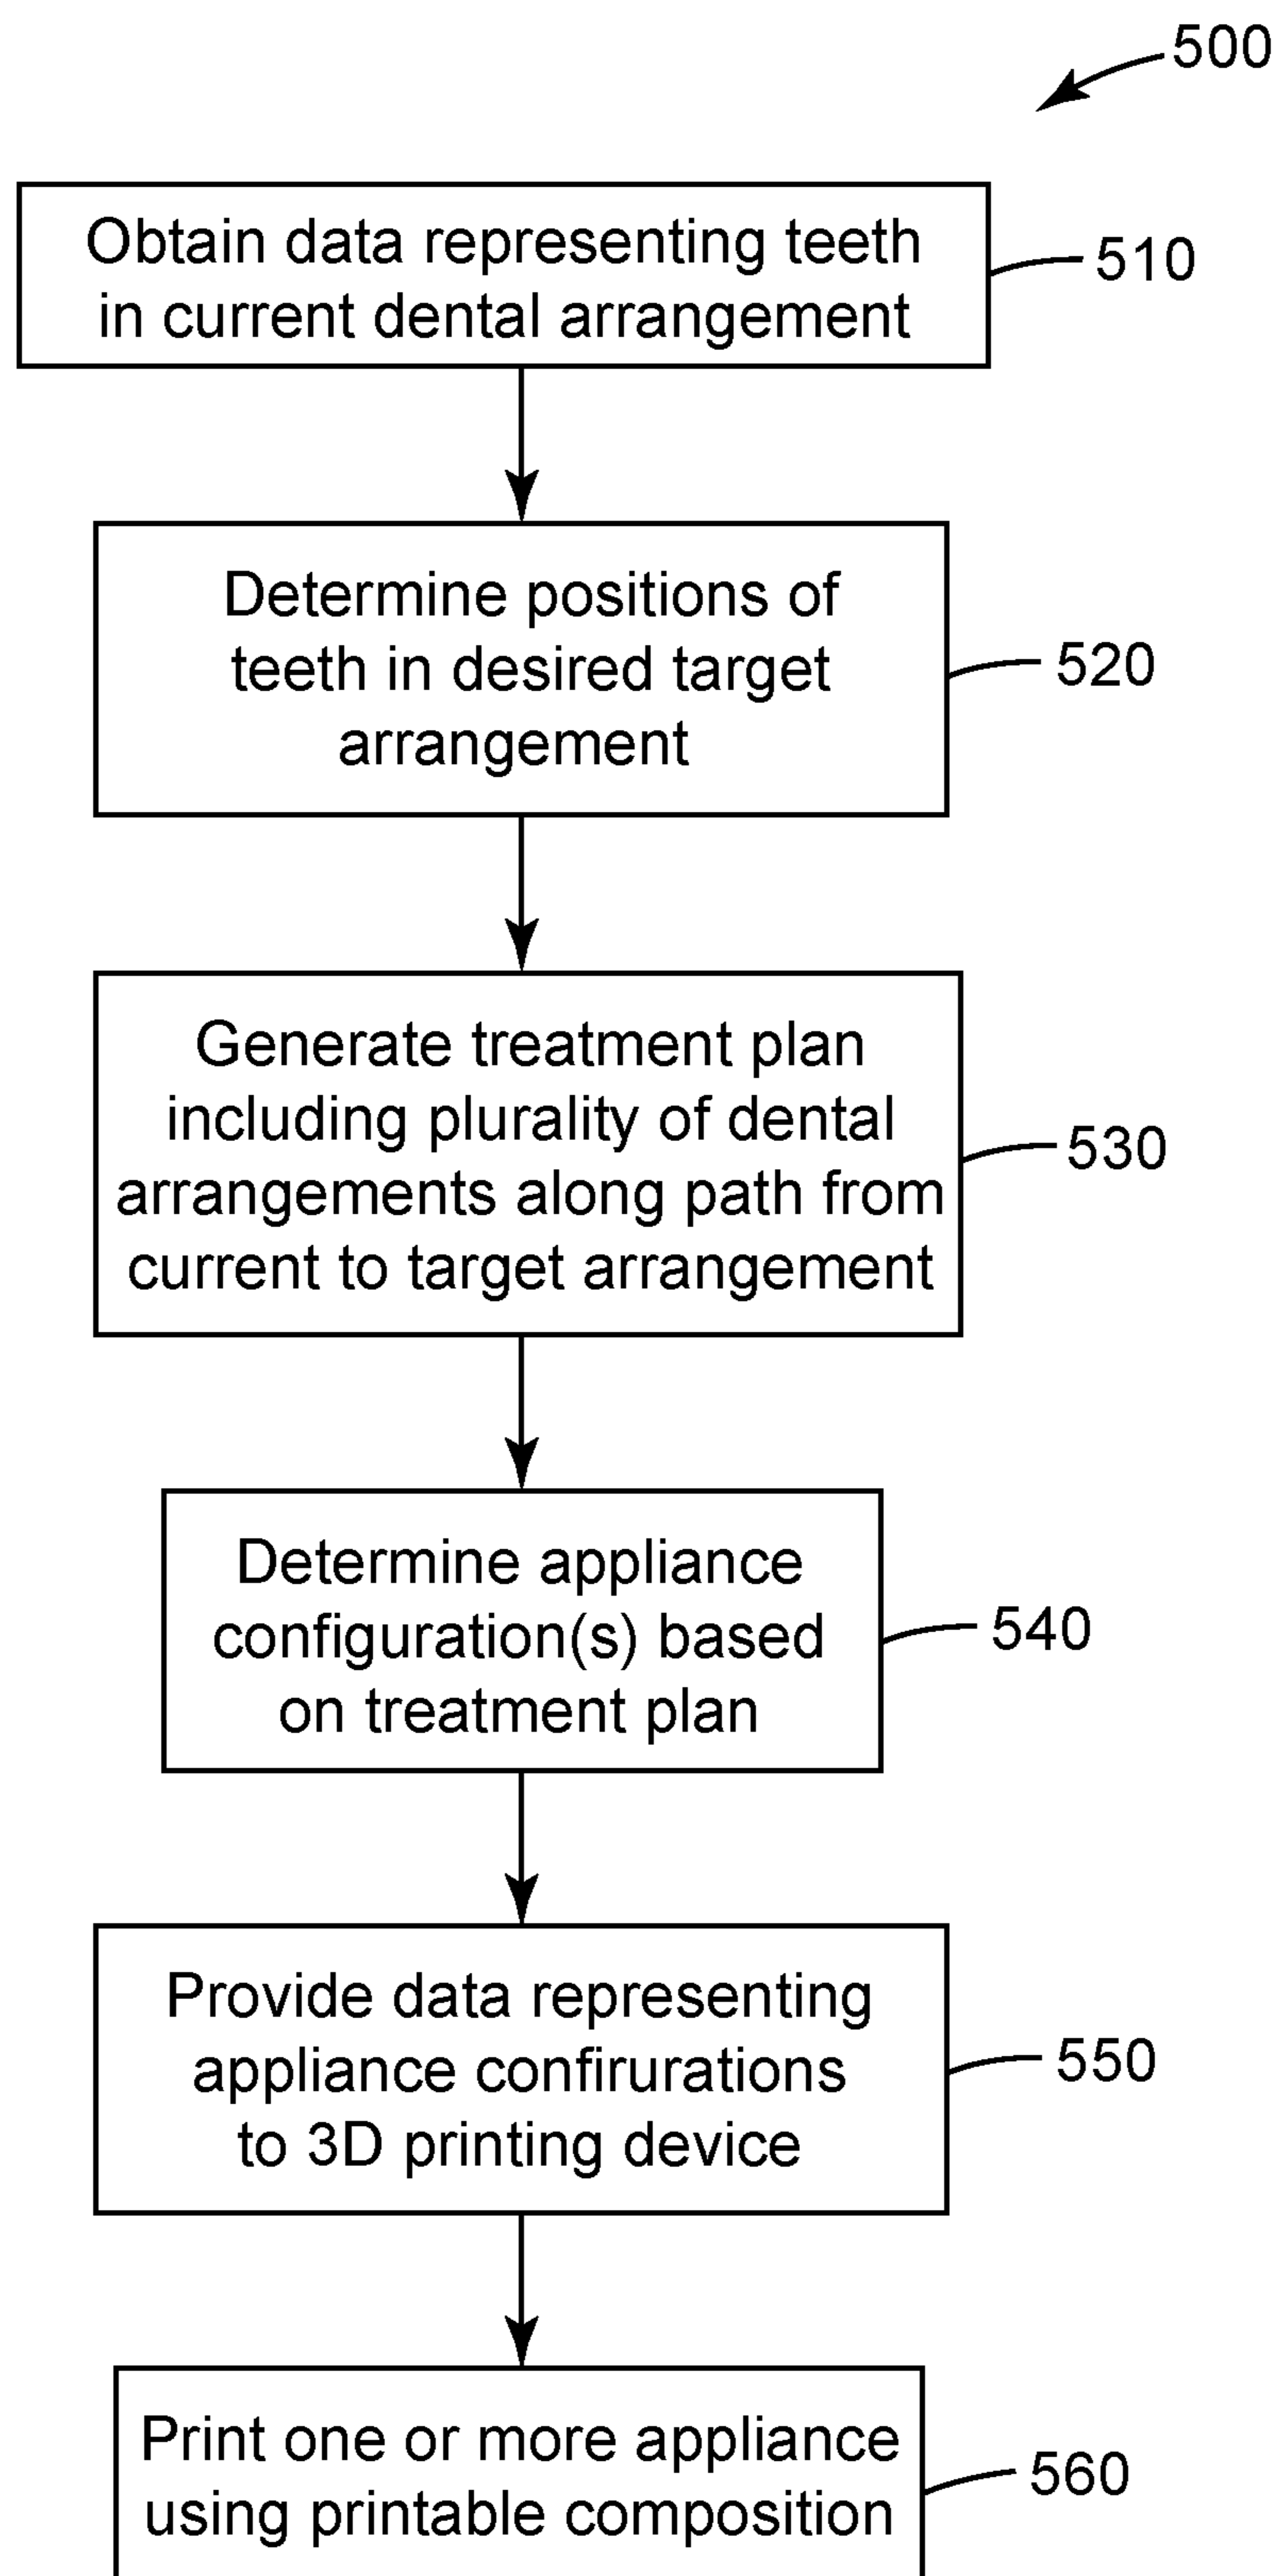 500
Obtain data representing teeth
in current dental arrangement
510
Determine positions of
teeth in desired target
arrangement
520
Generate treatment plan
including plurality of dental
arrangements along path from
current to target arrangement
530
Determine appliance
configuration(s) based
on treatment plan
540
Provide data representing
appliance confirurations
to 3D printing device
550
Print one or more appliance
using printable composition
560